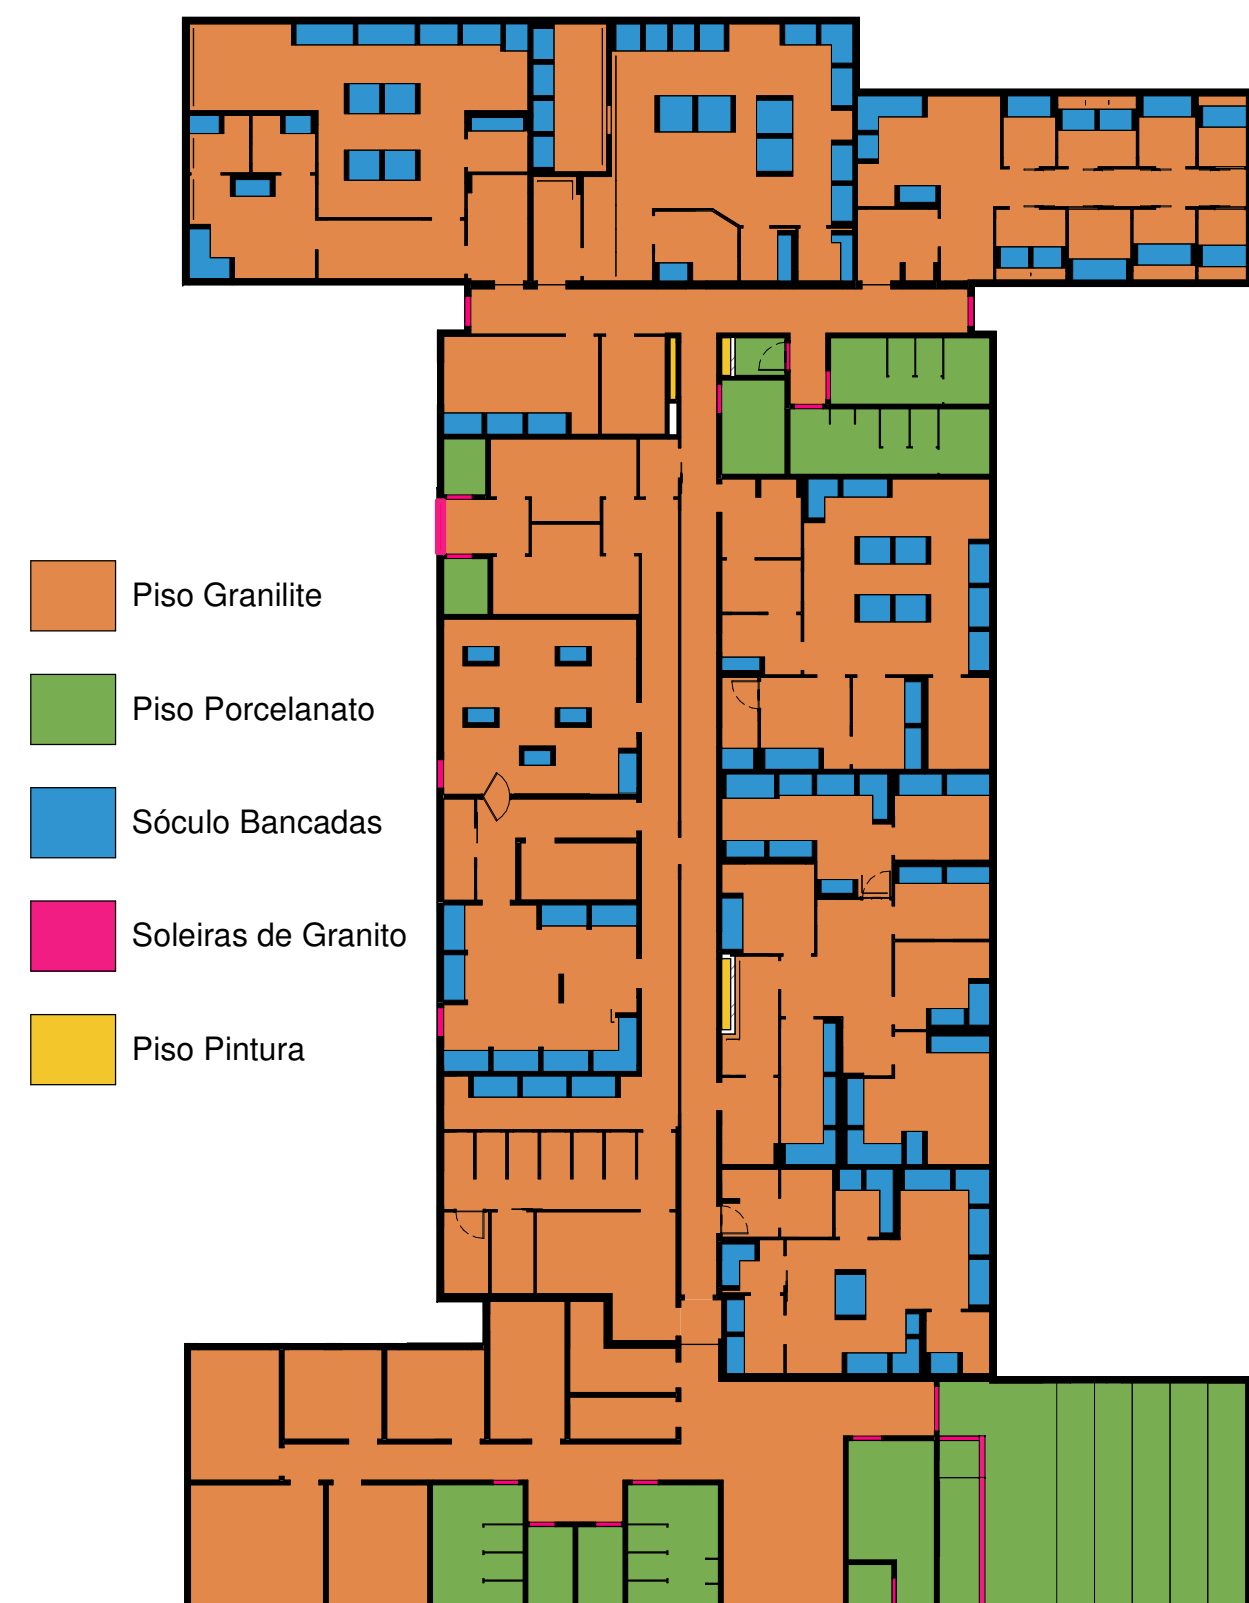 Piso Granilite
Piso Porcelanato
Sóculo Bancadas
Soleiras de Granito
Piso Pintura